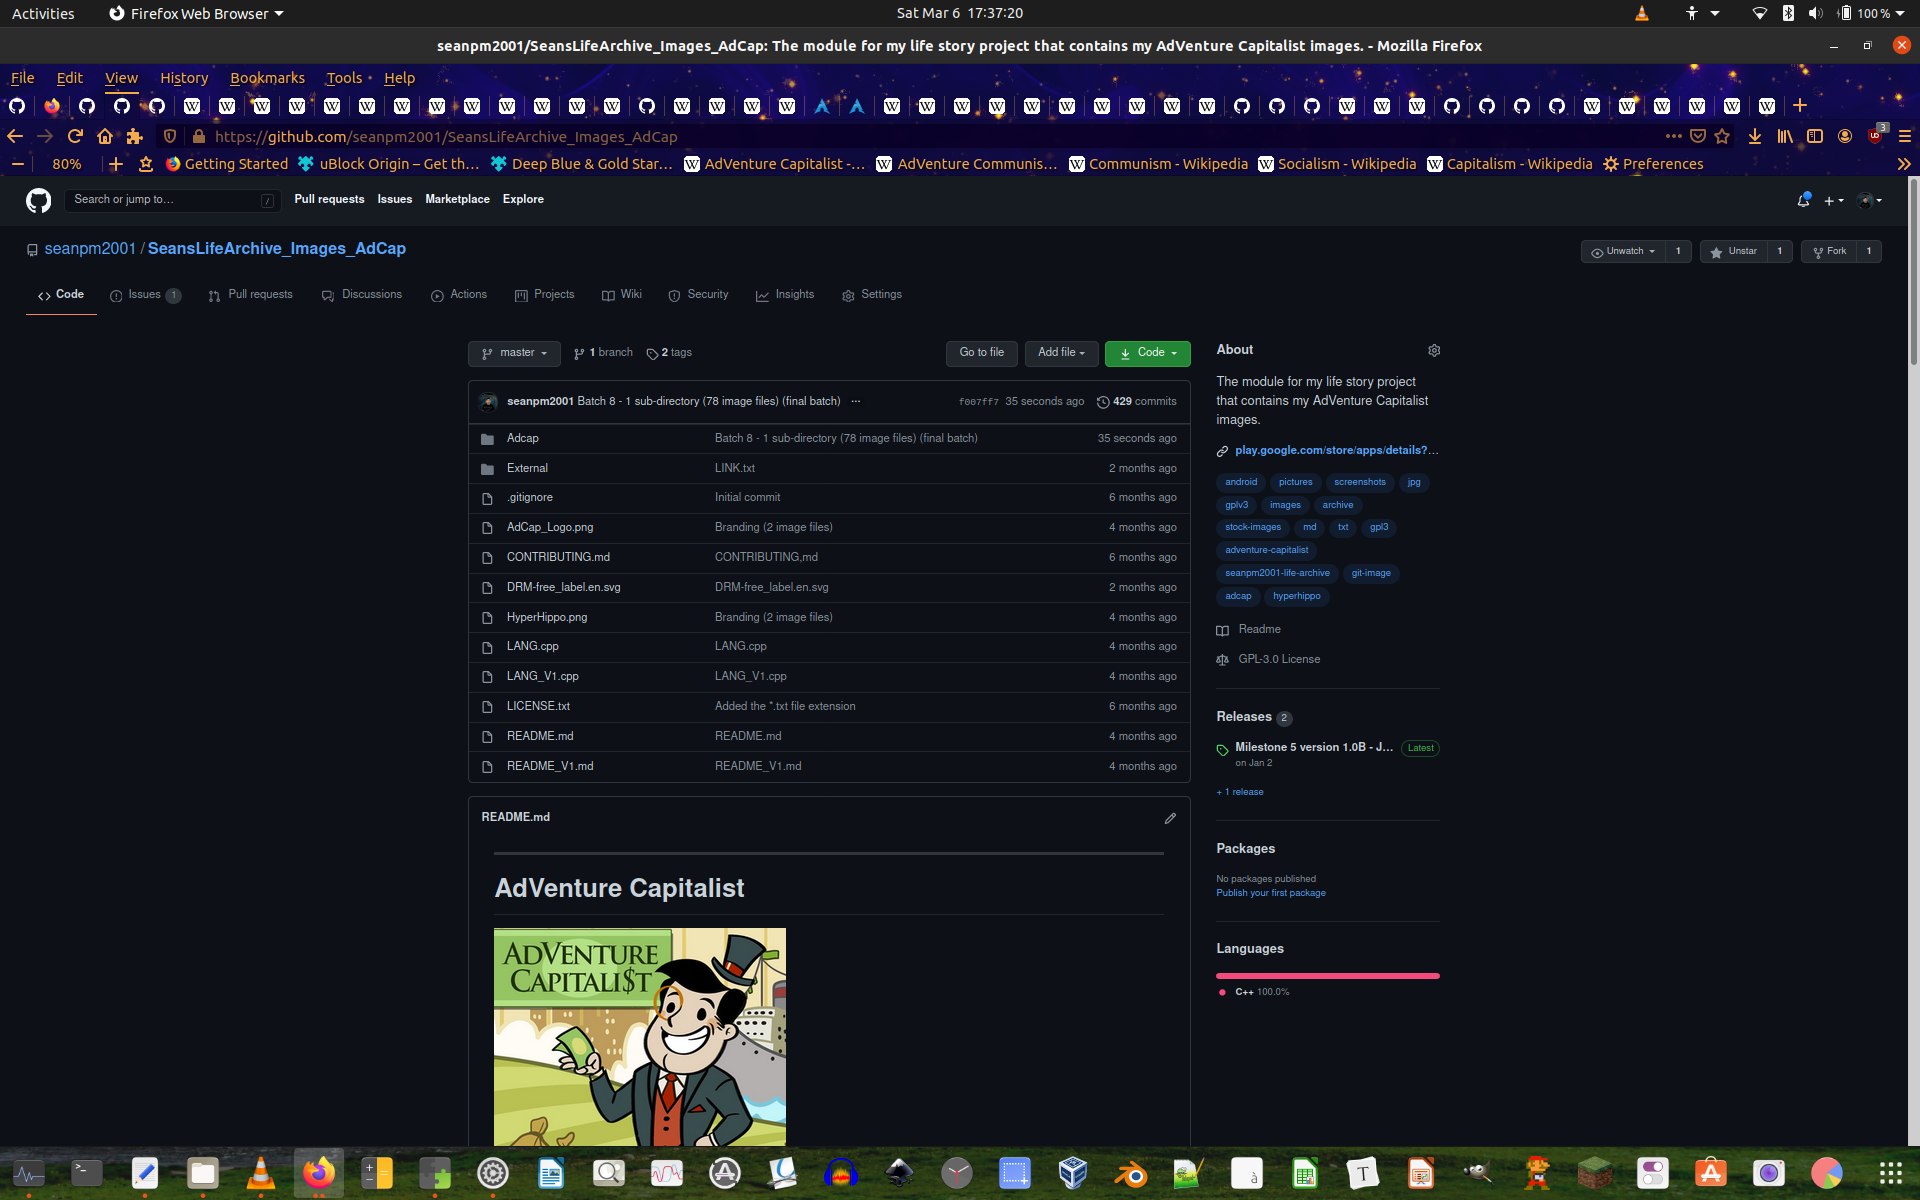 Activities Firefox Web Browser Sat Mar 6 17:37:20 100 %
seanpm2001/SeansLifeArchive_Images_AdCap: The module for my life story project that contains my AdVenture Capitalist images. - Mozilla Firefox
File Edit View History Bookmarks Tools Help
https://github.com/seanpm2001/SeansLifeArchive_Images_AdCap 3
80% Getting Started uBlock Origin – Get th… Deep Blue & Gold Star… AdVenture Capitalist -… AdVenture Communis… Communism - Wikipedia Socialism - Wikipedia Capitalism - Wikipedia Preferences
Search or jump to… / Pull requests Issues Marketplace Explore
seanpm2001 / SeansLifeArchive_Images_AdCap Unwatch 1 Unstar 1 Fork 1
Code Issues 1 Pull requests Discussions Actions Projects Wiki Security Insights Settings
master 1 branch 2 tags Go to file Add file Code
seanpm2001 Batch 8 - 1 sub-directory (78 image files) (final batch) ... f007ff7 35 seconds ago 429 commits
Adcap Batch 8 - 1 sub-directory (78 image files) (final batch) 35 seconds ago
External LINK.txt 2 months ago
.gitignore Initial commit 6 months ago
AdCap_Logo.png Branding (2 image files) 4 months ago
CONTRIBUTING.md CONTRIBUTING,md 6 months ago
DRM-free_label.en.svg DRM-free_label.en.svg 2 months ago
HyperHippo.png Branding (2 image files) 4 months ago
LANG.cpp LANG.cpp 4 months ago
LANG_V1.cpp LANG_V1.cpp 4 months ago
LICENSE.txt Added the *.txt file extension 6 months ago
README.md README.md 4 months ago
README_V1.md README_V1.md 4 months ago
README.md
AdVenture Capitalist
ADVENTURE
CAPITALI$T
About
The module for my life story project
that contains my AdVenture Capitalist
images.
play.google.com/store/apps/details?…
android pictures screenshots jpg
gplv3 images archive
stock-images md txt gpl3
adventure-capitalist
seanpm2001-life-archive git-image
adcap hyperhippo
Readme
GPL-3.0 License
Releases 2
Milestone 5 version 1.0B - J… Latest
on Jan 2
+ 1 release
Packages
No packages published
Publish your first package
Languages
C++ 100.0%